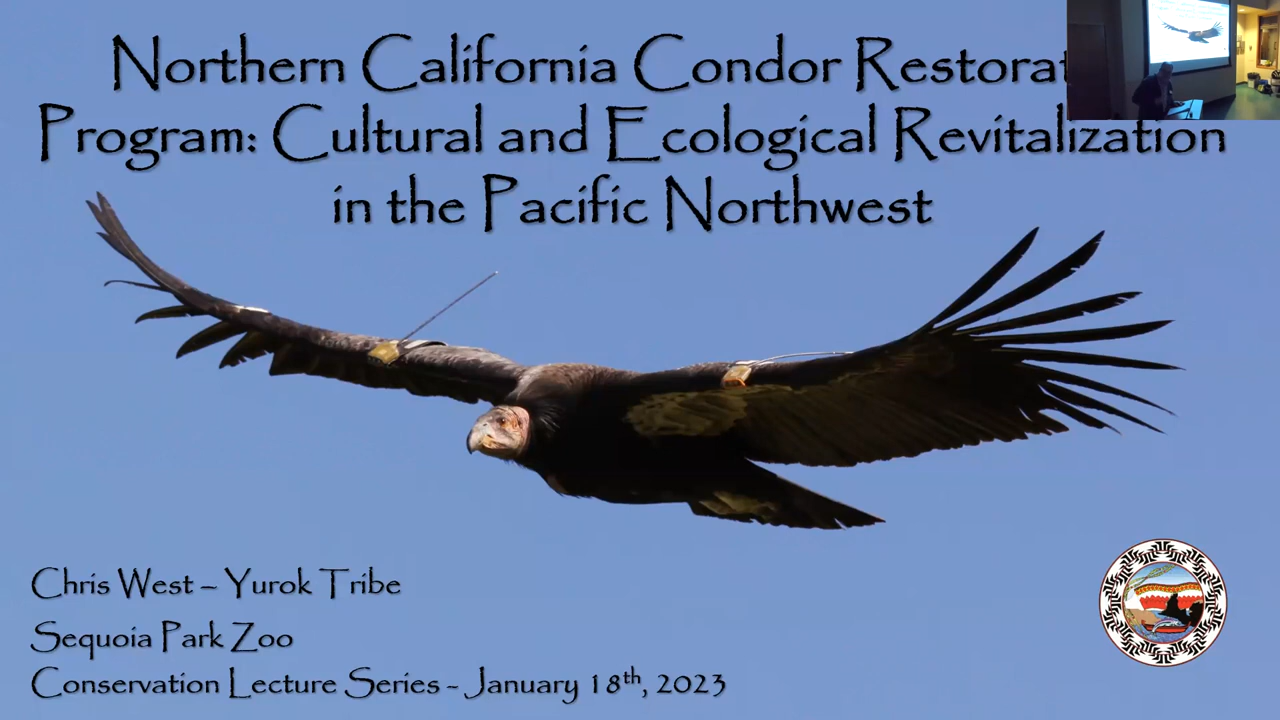 Northern California Condor Restorat
Program: Cultural and Ecological Revitalization
in the Pacific Northwest
Chris West – Yurok Tribe
Sequoia Park Zoo
Conservation Lecture Series - January 18th, 2023